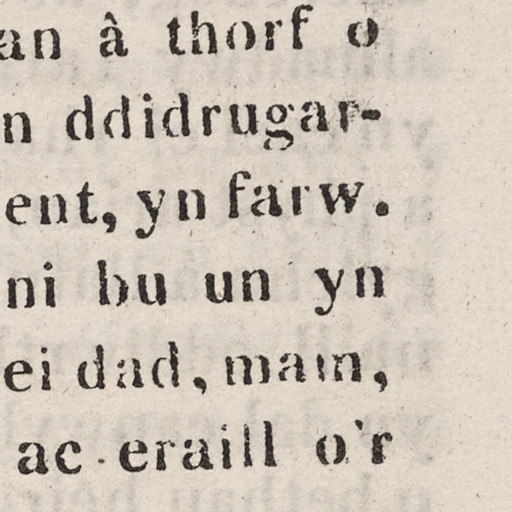 an â thorf o
n ddidrugar-
ent, yn farw.
ni bu un yn
ei dad, mam,
ac eraill o'r